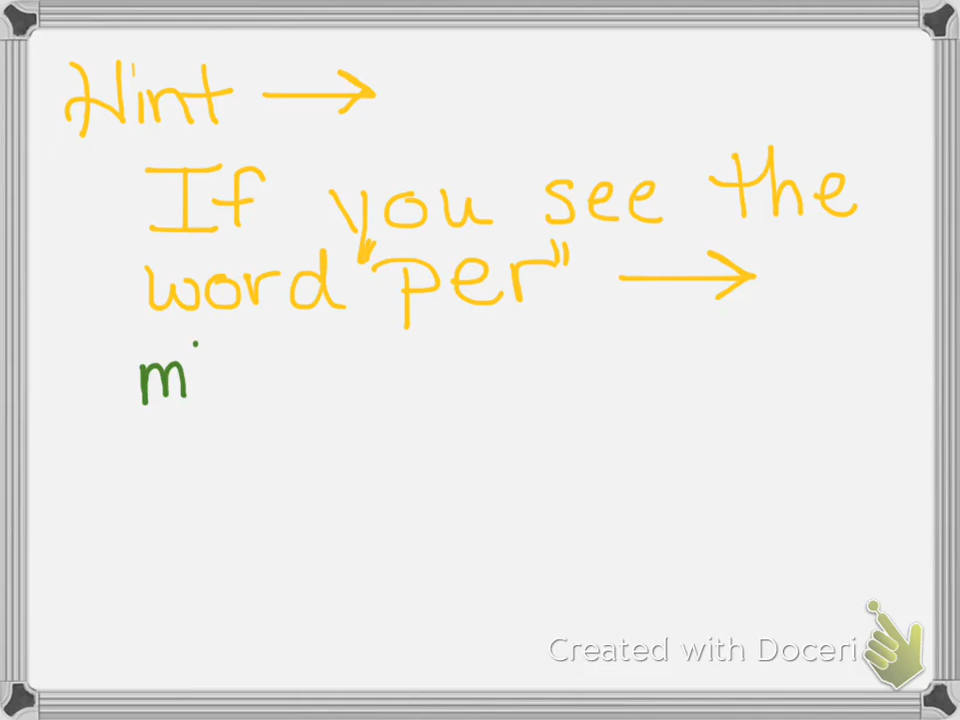 Hint →
If you see the
word "per" →
m
Created with Doceri